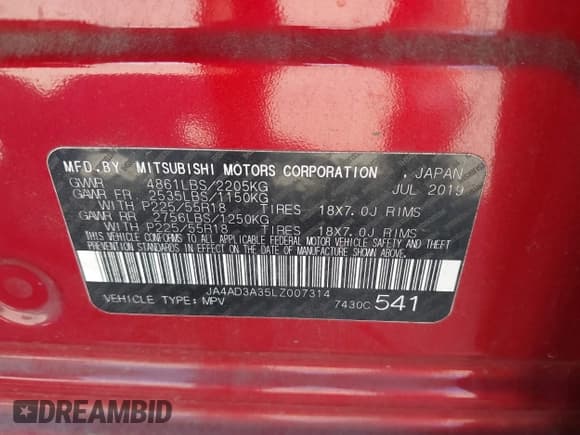 MFD.BY MITSUBISHI MOTORS CORPORATION , JAPAN
GVWR 4861LBS/2205KG JUL 2019
GAWR FR 2535LBS/1150KG
WITH P225/55R18 TIRES 18X7.0J RIMS
GAWR RR 2756LBS/1250KG
WITH P225/55R18 TIRES 18X7.0J RIMS
THIS VEHICLE CONFORMS TO ALL APPLICABLE FEDERAL MOTOR VEHICLE SAFETY AND THEFT
PREVENTION STANDARDS IN EFFECT ON THE DATE OF MANUFACTURE SHOWN ABOVE.
JA4AD3A35LZ007314
VEHICLE TYPE: MPV 7430C 541
DREAMBID